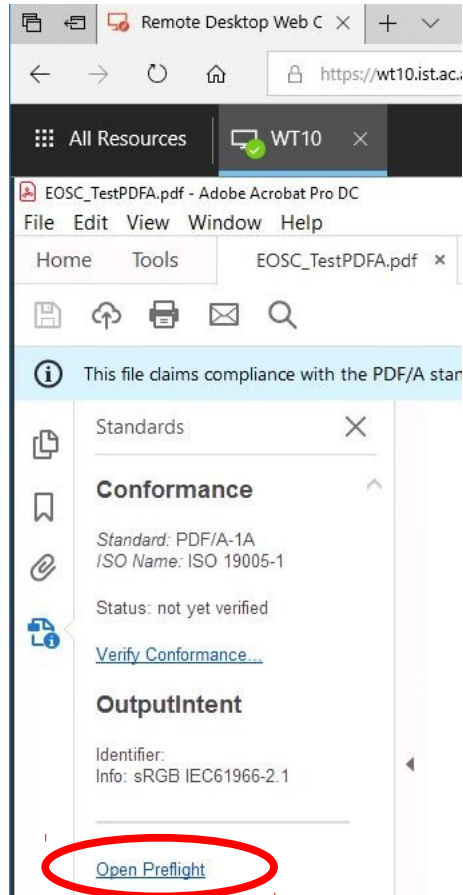 Remote Desktop Web C
https://wt10.ist.ac.a
All Resources
WT10
EOSC_TestPDFA.pdf - Adobe Acrobat Pro DC
File Edit View Window Help
Home Tools EOSC_TestPDFA.pdf ×
This file claims compliance with the PDF/A stan
Standards
Conformance
Standard: PDF/A-1A
ISO Name: ISO 19005-1
Status: not yet verified
Verify Conformance...
OutputIntent
Identifier:
Info: sRGB IEC61966-2.1
Open Preflight